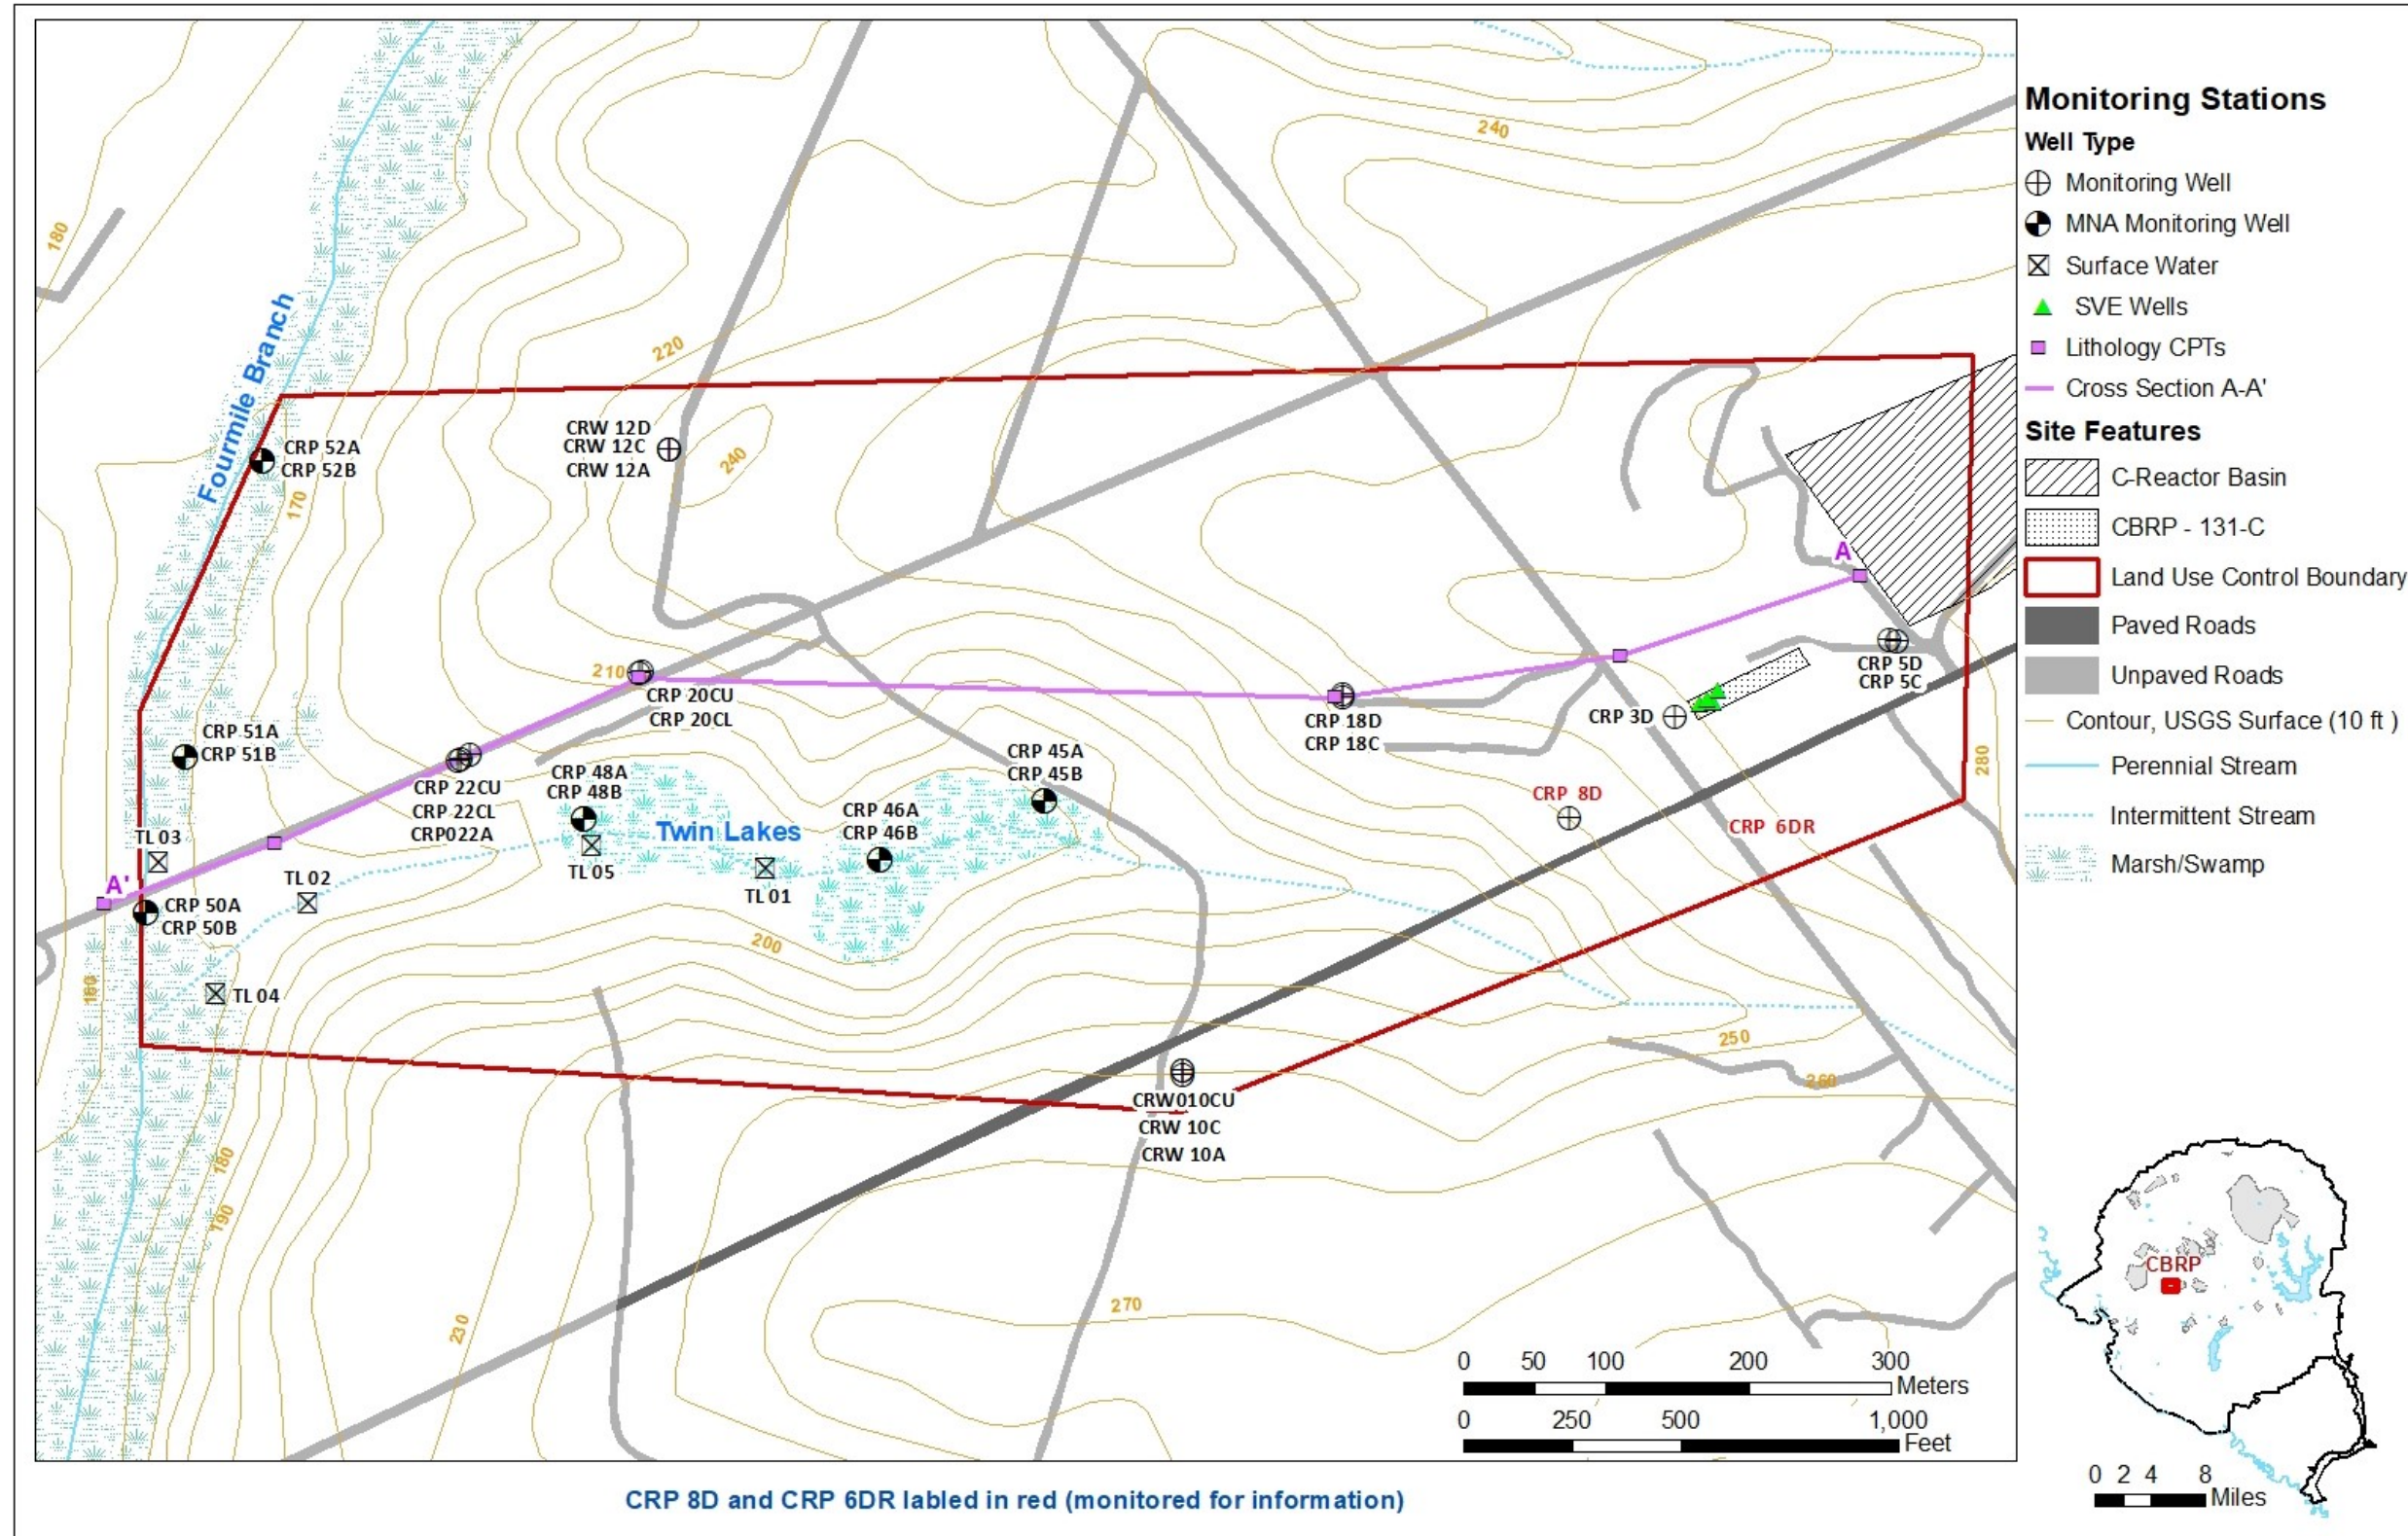 240
180
Fourmile Branch
220
CRW 12D
CRW 12C
CRW 12A
240
CRP 52A
CRP 52B
170
A
210
CRP 20CU
CRP 20CL
CRP 5D
CRP 5C
CRP 18D
CRP 18C
CRP 3D
CRP 51A
CRP 51B
CRP 22CU
CRP 22CL
CRP022A
CRP 48A
CRP 48B
CRP 45A
CRP 45B
CRP 46A
CRP 46B
Twin Lakes
CRP 8D
CRP 6DR
280
TL 03
TL 02
TL 05
TL 01
A'
CRP 50A
CRP 50B
200
160
TL 04
250
260
CRW010CU
CRW 10C
CRW 10A
180
190
230
270
0 50 100 200 300
Meters
0 250 500 1,000
Feet
Monitoring Stations
Well Type
Monitoring Well
MNA Monitoring Well
Surface Water
SVE Wells
Lithology CPTs
Cross Section A-A'
Site Features
C-Reactor Basin
CBRP - 131-C
Land Use Control Boundary
Paved Roads
Unpaved Roads
Contour, USGS Surface (10 ft )
Perennial Stream
Intermittent Stream
Marsh/Swamp
CBRP
0 2 4 8
Miles
CRP 8D and CRP 6DR labled in red (monitored for information)